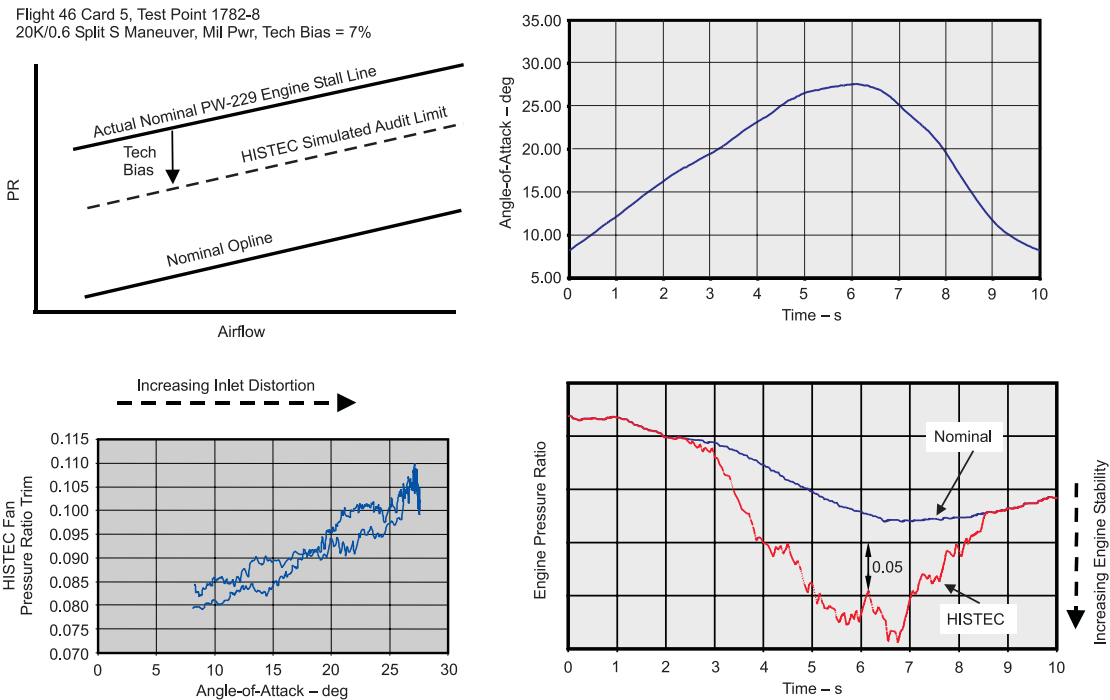 Flight 46 Card 5, Test Point 1782-8
20K/0.6 Split S Maneuver, Mil Pwr, Tech Bias = 7%
Actual Nominal PW-229 Engine Stall Line
HISTEC Simulated Audit Limit
Tech
Bias
Nominal Opline
PR
Airflow
35.00
30.00
25.00
20.00
15.00
10.00
5.00
Angle-of-Attack – deg
0 1 2 3 4 5 6 7 8 9 10
Time – s
Increasing Inlet Distortion
0.115
0.110
0.105
0.100
0.095
0.090
0.085
0.080
0.075
0.070
HISTEC Fan
Pressure Ratio Trim
0 5 10 15 20 25 30
Angle-of-Attack – deg
Engine Pressure Ratio
Nominal
0.05
HISTEC
Increasing Engine Stability
0 1 2 3 4 5 6 7 8 9 10
Time – s